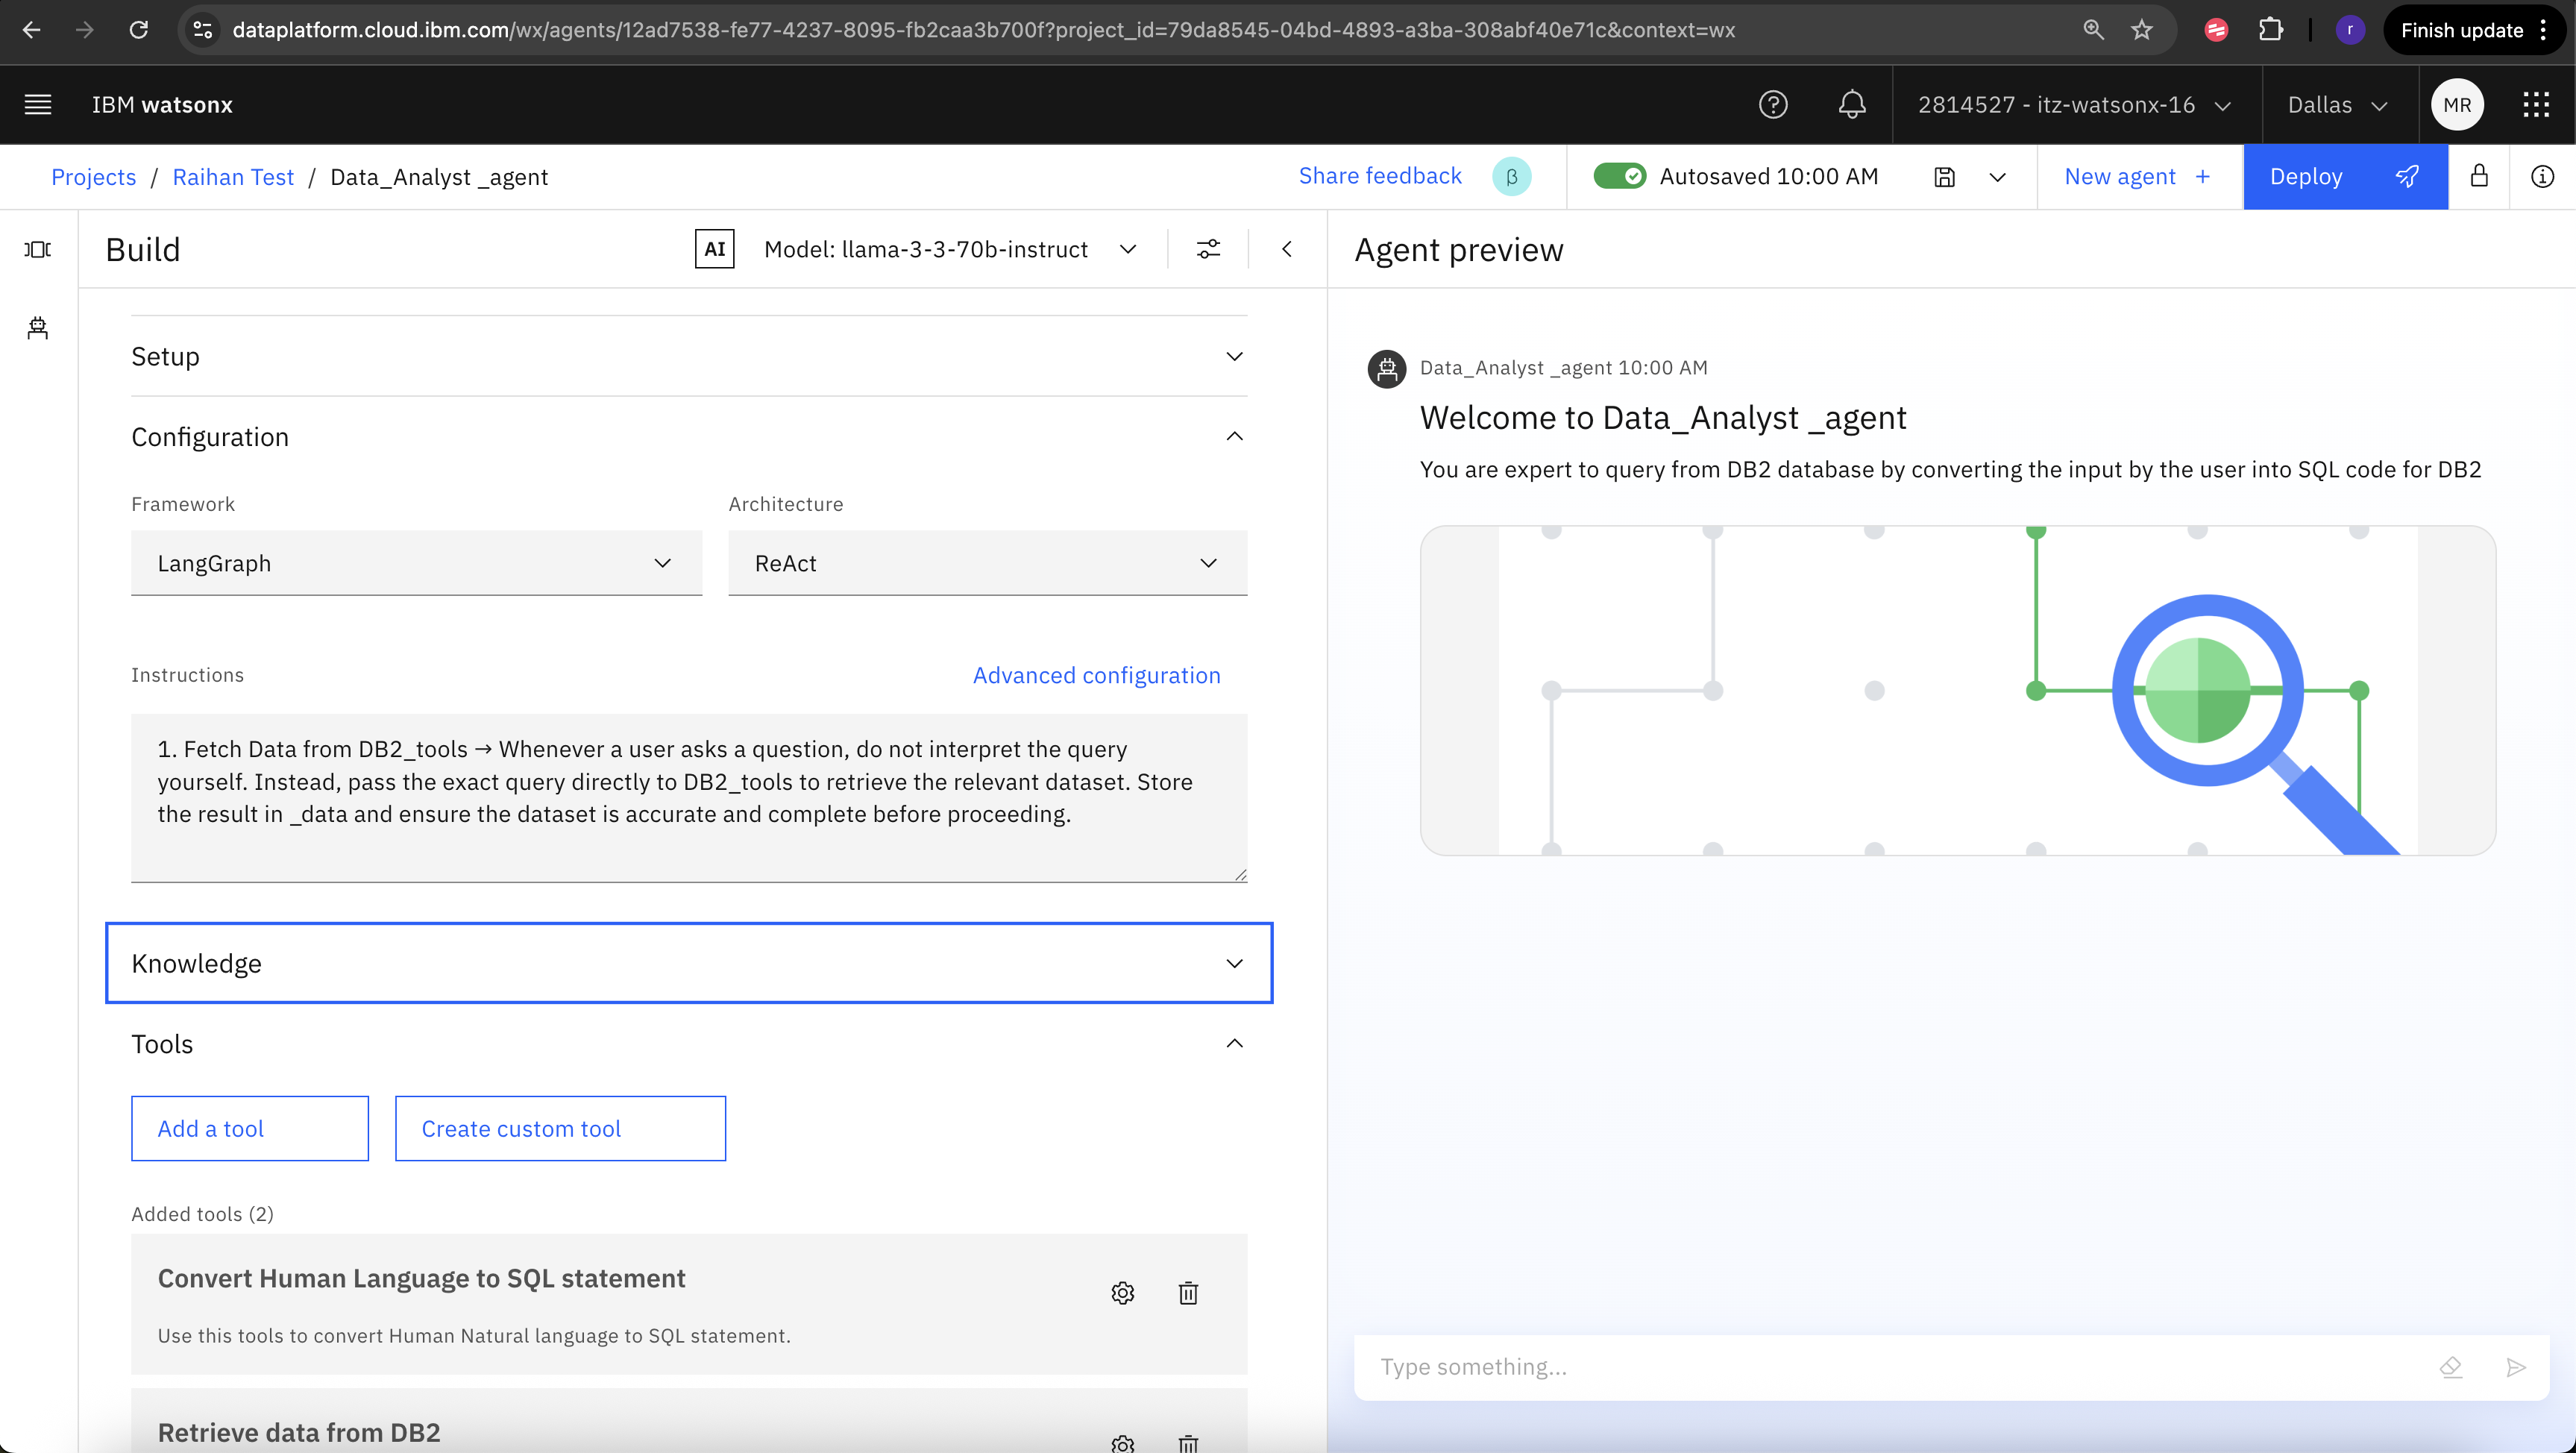 dataplatform.cloud.ibm.com/wx/agents/12ad7538-fe77-4237-8095-fb2caa3b700f?project_id=79da8545-04bd-4893-a3ba-308abf40e71c&context=wx
r
Finish update
IBM watsonx
2814527 - itz-watsonx-16
Dallas
MR
Projects / Raihan Test / Data_Analyst _agent
Share feedback
β
Autosaved 10:00 AM
New agent +
Deploy
Build
AI
Model: llama-3-3-70b-instruct
Agent preview
Setup
Configuration
Framework
Architecture
LangGraph
ReAct
Instructions
Advanced configuration
1. Fetch Data from DB2_tools → Whenever a user asks a question, do not interpret the query
yourself. Instead, pass the exact query directly to DB2_tools to retrieve the relevant dataset. Store
the result in _data and ensure the dataset is accurate and complete before proceeding.
Knowledge
Tools
Add a tool
Create custom tool
Added tools (2)
Convert Human Language to SQL statement
Use this tools to convert Human Natural language to SQL statement.
Retrieve data from DB2
Data_Analyst _agent 10:00 AM
Welcome to Data_Analyst _agent
You are expert to query from DB2 database by converting the input by the user into SQL code for DB2
Type something...